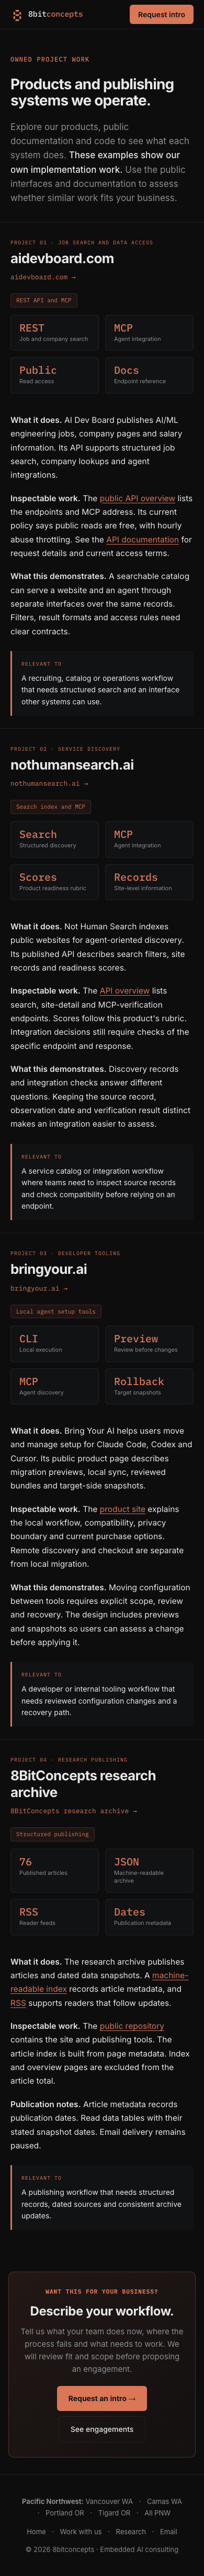 8bitconcepts
Request intro
OWNED PROJECT WORK
Products and publishing
systems we operate.
Explore our products, public
documentation and code to see what each
system does. These examples show our
own implementation work. Use the public
interfaces and documentation to assess
whether similar work fits your business.
PROJECT 01 · JOB SEARCH AND DATA ACCESS
aidevboard.com
aidevboard.com →
REST API and MCP
REST
Job and company search
MCP
Agent integration
Public
Read access
Docs
Endpoint reference
What it does. AI Dev Board publishes AI/ML
engineering jobs, company pages and salary
information. Its API supports structured job
search, company lookups and agent
integrations.
Inspectable work. The public API overview lists
the endpoints and MCP address. Its current
policy says public reads are free, with hourly
abuse throttling. See the API documentation for
request details and current access terms.
What this demonstrates. A searchable catalog
can serve a website and an agent through
separate interfaces over the same records.
Filters, result formats and access rules need
clear contracts.
RELEVANT TO
A recruiting, catalog or operations workflow
that needs structured search and an interface
other systems can use.
PROJECT 02 · SERVICE DISCOVERY
nothumansearch.ai
nothumansearch.ai →
Search index and MCP
Search
Structured discovery
MCP
Agent integration
Scores
Product readiness rubric
Records
Site-level information
What it does. Not Human Search indexes
public websites for agent-oriented discovery.
Its published API describes search filters, site
records and readiness scores.
Inspectable work. The API overview lists
search, site-detail and MCP-verification
endpoints. Scores follow this product's rubric.
Integration decisions still require checks of the
specific endpoint and response.
What this demonstrates. Discovery records
and integration checks answer different
questions. Keeping the source record,
observation date and verification result distinct
makes an integration easier to assess.
RELEVANT TO
A service catalog or integration workflow
where teams need to inspect source records
and check compatibility before relying on an
endpoint.
PROJECT 03 · DEVELOPER TOOLING
bringyour.ai
bringyour.ai →
Local agent setup tools
CLI
Local execution
Preview
Review before changes
MCP
Agent discovery
Rollback
Target snapshots
What it does. Bring Your AI helps users move
and manage setup for Claude Code, Codex and
Cursor. Its public product page describes
migration previews, local sync, reviewed
bundles and target-side snapshots.
Inspectable work. The product site explains
the local workflow, compatibility, privacy
boundary and current purchase options.
Remote discovery and checkout are separate
from local migration.
What this demonstrates. Moving configuration
between tools requires explicit scope, review
and recovery. The design includes previews
and snapshots so users can assess a change
before applying it.
RELEVANT TO
A developer or internal tooling workflow that
needs reviewed configuration changes and a
recovery path.
PROJECT 04 · RESEARCH PUBLISHING
8BitConcepts research
archive
8BitConcepts research archive →
Structured publishing
76
Published articles
JSON
Machine-readable
archive
RSS
Reader feeds
Dates
Publication metadata
What it does. The research archive publishes
articles and dated data snapshots. A machine-
readable index records article metadata, and
RSS supports readers that follow updates.
Inspectable work. The public repository
contains the site and publishing tools. The
article index is built from page metadata. Index
and overview pages are excluded from the
article total.
Publication notes. Article metadata records
publication dates. Read data tables with their
stated snapshot dates. Email delivery remains
paused.
RELEVANT TO
A publishing workflow that needs structured
records, dated sources and consistent archive
updates.
WANT THIS FOR YOUR BUSINESS?
Describe your workflow.
Tell us what your team does now, where the
process fails and what needs to work. We
will review fit and scope before proposing
an engagement.
Request an intro →
See engagements
Pacific Northwest: Vancouver WA · Camas WA
· Portland OR · Tigard OR · All PNW
Home · Work with us · Research · Email
© 2026 8bitconcepts · Embedded AI consulting